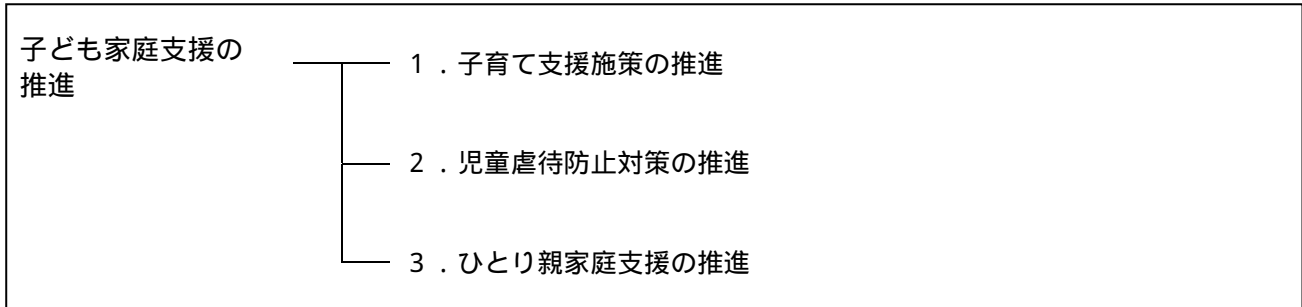 子ども家庭支援の
推進
1．子育て支援施策の推進
2．児童虐待防止対策の推進
3．ひとり親家庭支援の推進